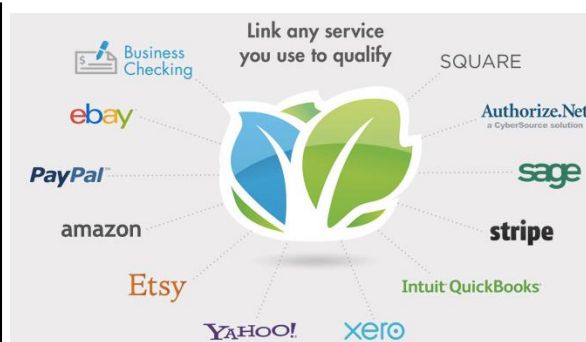 Link any service
you use to qualify
Business
Checking
SQUARE
ebay
Authorize.Net
a CyberSource solution
PayPal
sage
amazon
stripe
Etsy
Intuit QuickBooks
YAHOO!
xero